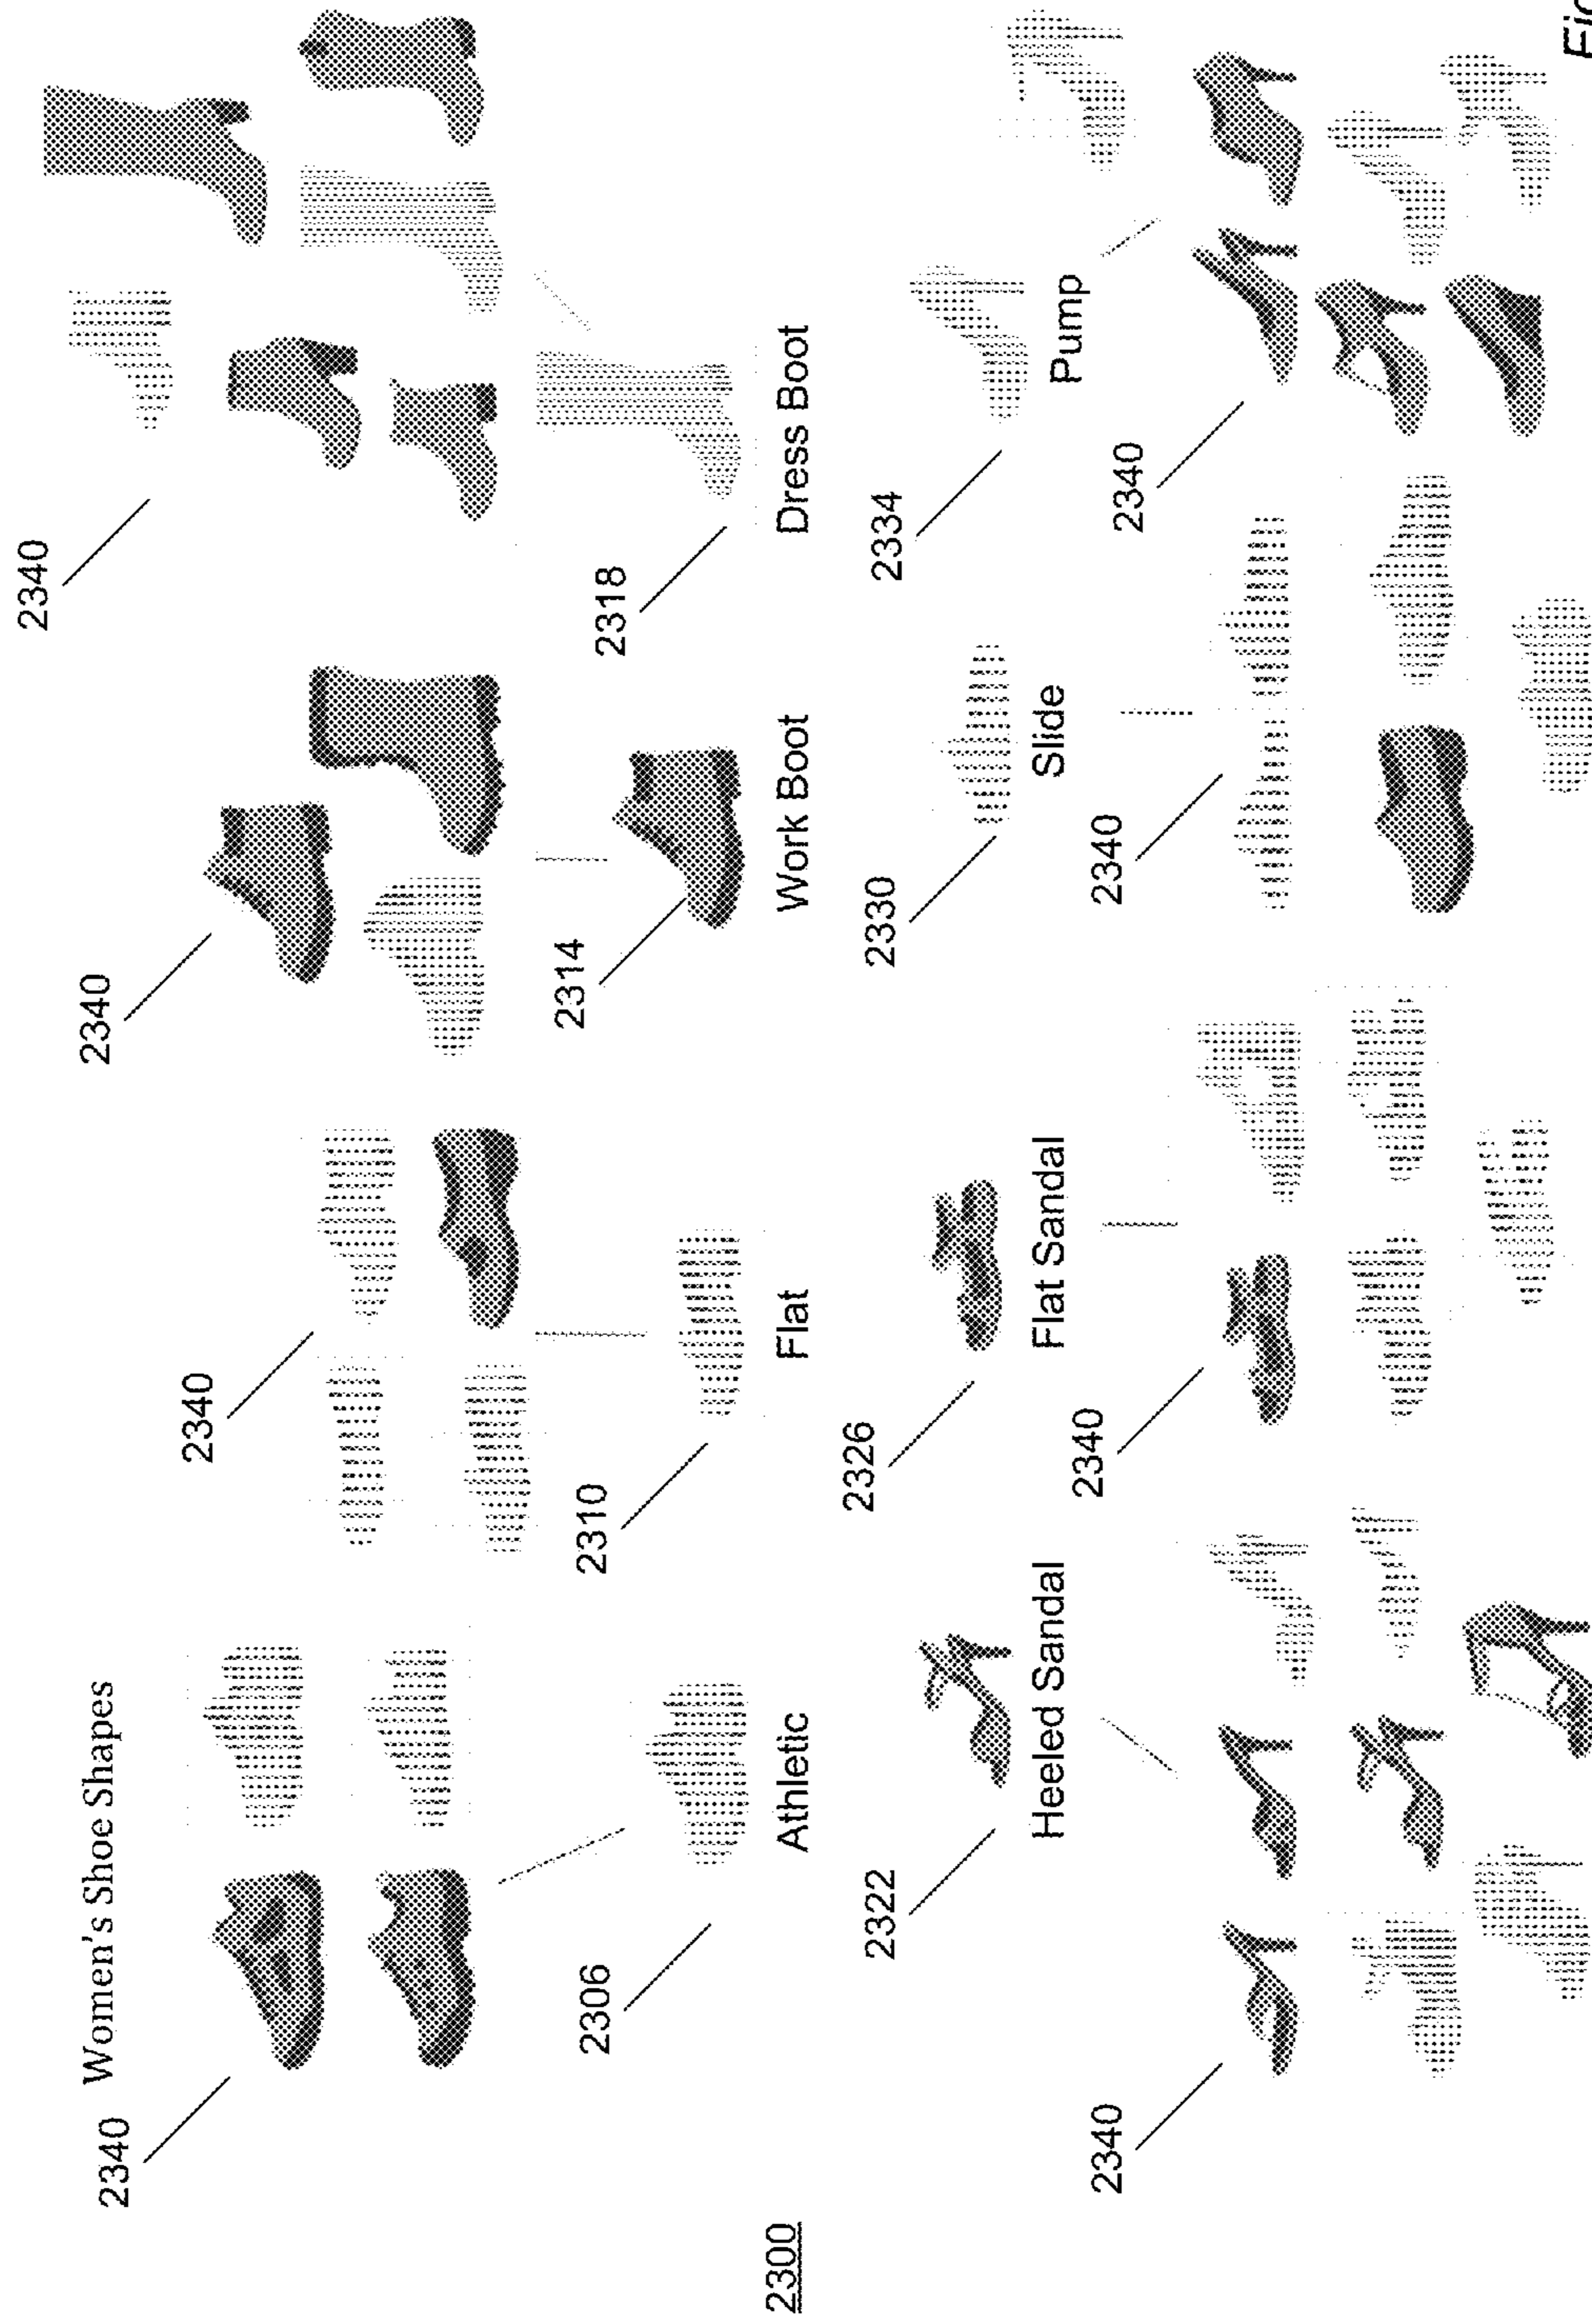 2340
2340 Women's Shoe Shapes
2340
2340
2306
2310
2314
2318
Athletic
Flat
Work Boot
Dress Boot
2300
2322
2326
2330
2334
Heeled Sandal
Flat Sandal
Slide
Pump
2340
2340
2340
2340